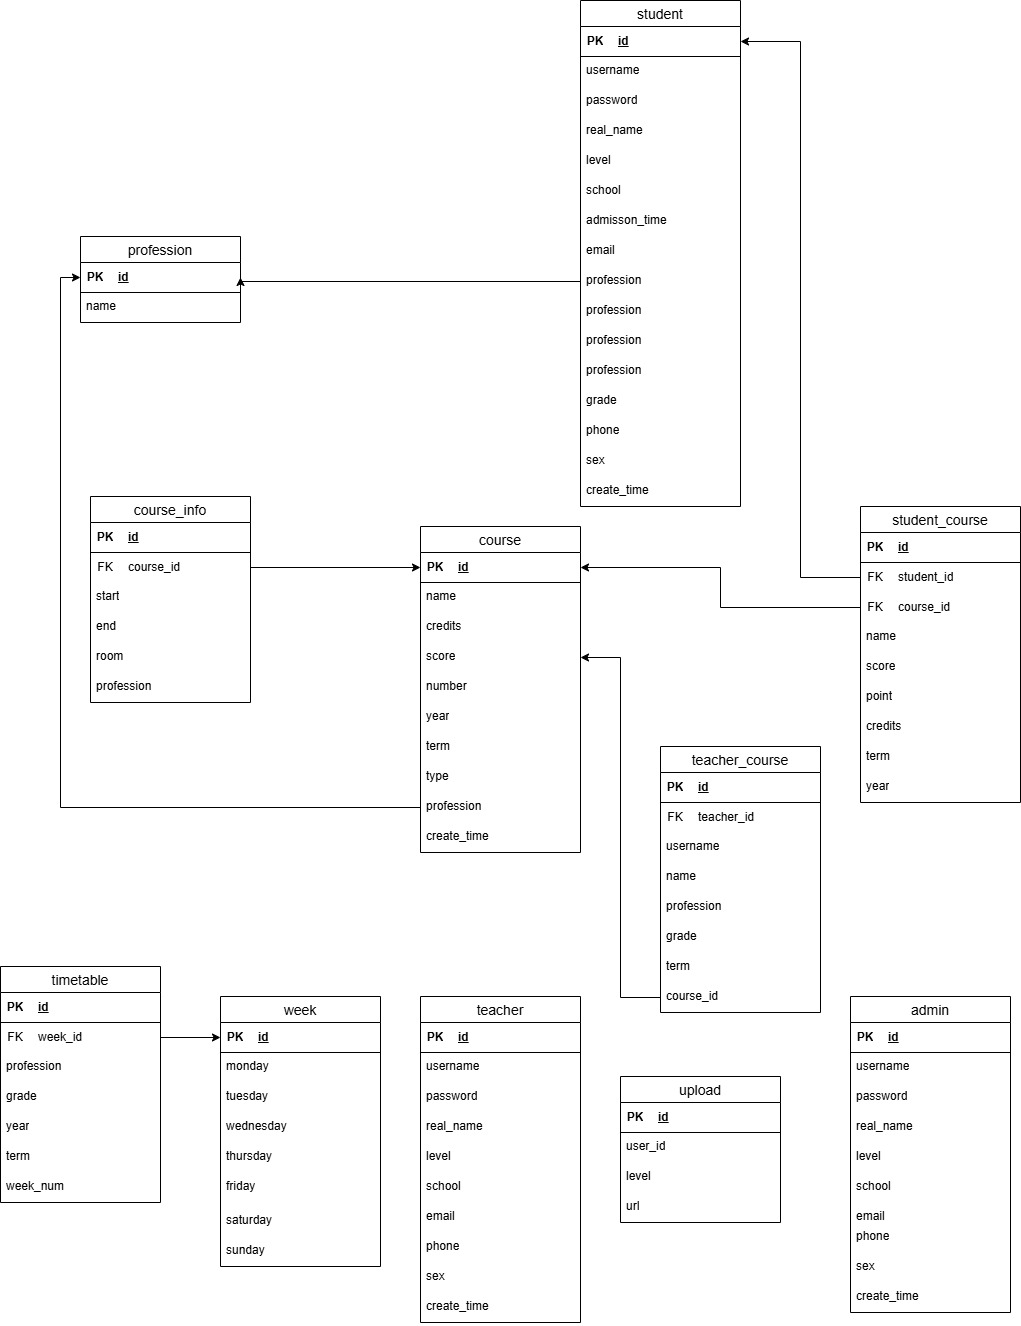 student
PK id
username
password
real_name
level
school
admisson_time
email
profession
profession
profession
profession
grade
phone
sex
create_time
profession
PK id
name
course_info
PK id
FK course_id
start
end
room
profession
course
PK id
name
credits
score
number
year
term
type
profession
create_time
student_course
PK id
FK student_id
FK course_id
name
score
point
credits
term
year
teacher_course
PK id
FK teacher_id
username
name
profession
grade
term
course_id
timetable
PK id
FK week_id
profession
grade
year
term
week_num
week
PK id
monday
tuesday
wednesday
thursday
friday
saturday
sunday
teacher
PK id
username
password
real_name
level
school
email
phone
sex
create_time
upload
PK id
user_id
level
url
admin
PK id
username
password
real_name
level
school
email
phone
sex
create_time